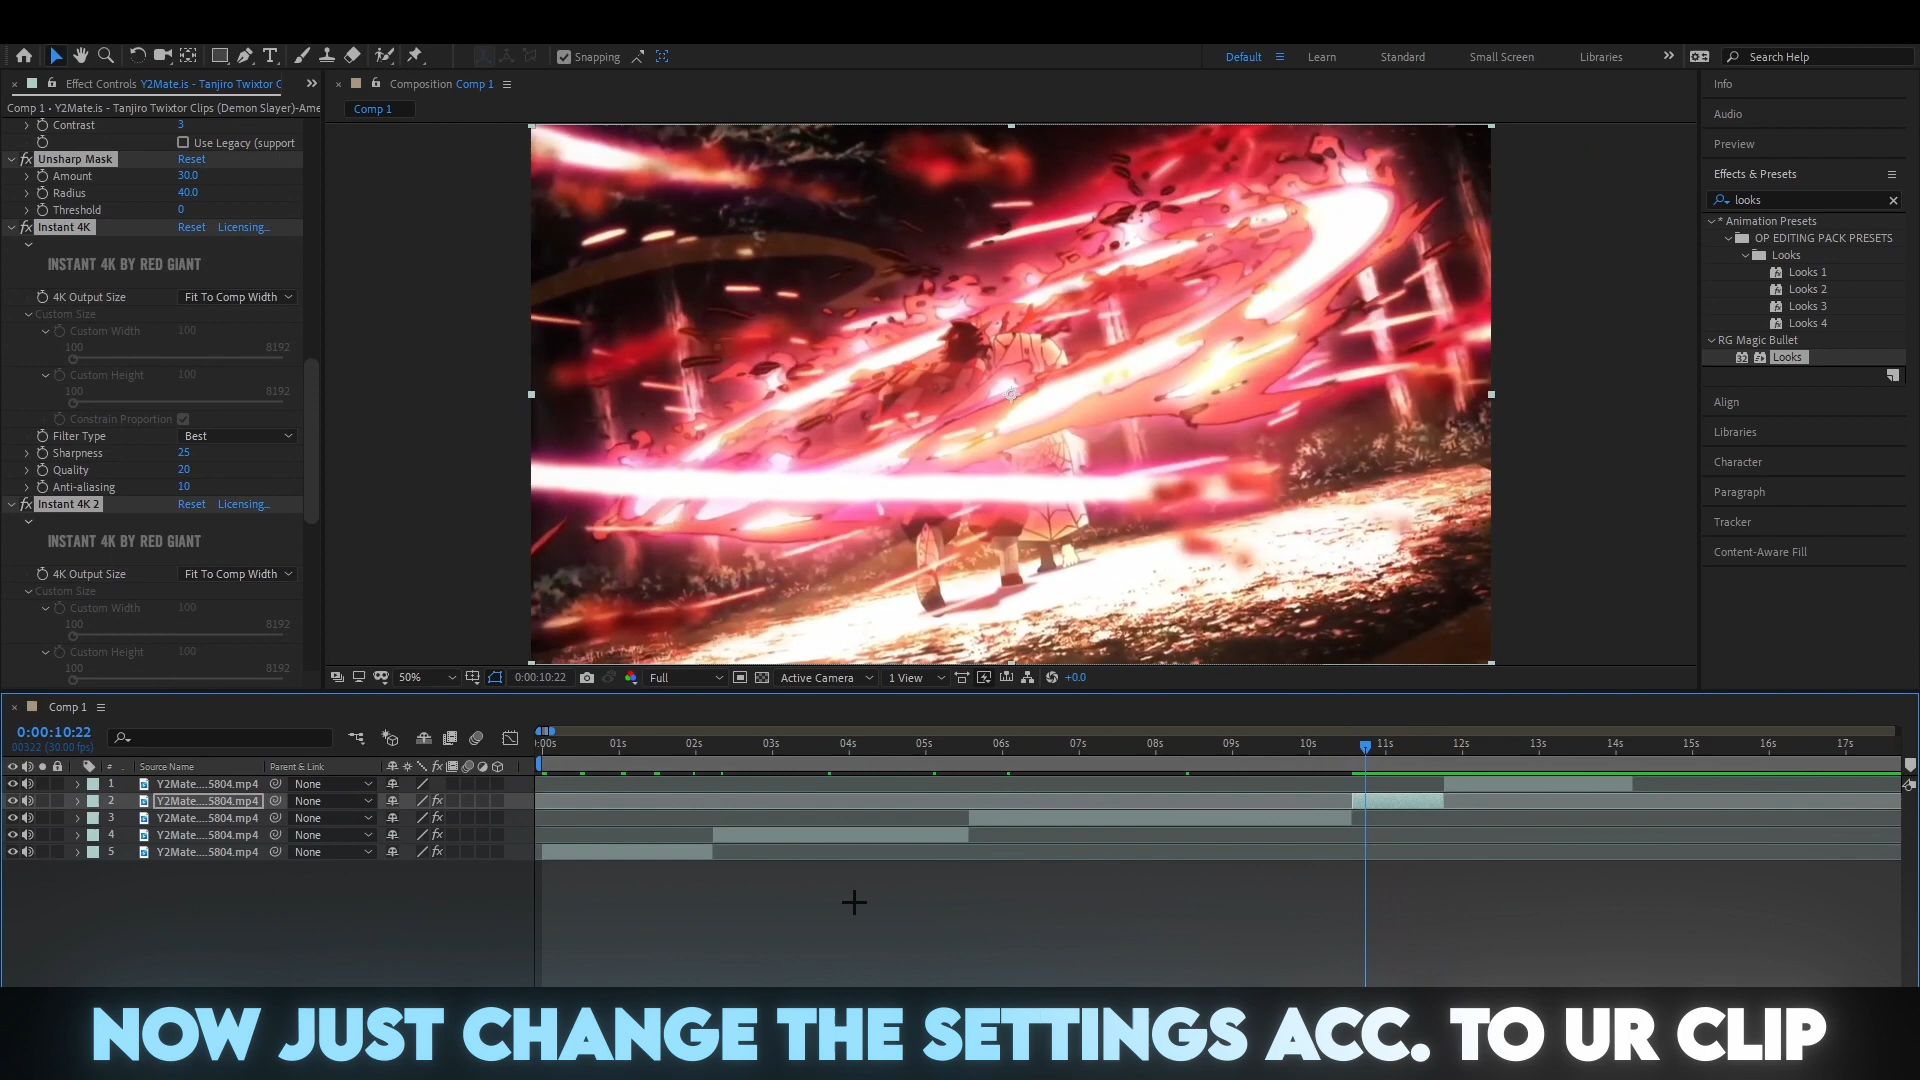 Snapping
Default
Learn
Standard
Small Screen
Libraries
Search Help
Effect Controls Y2Mate.is - Tanjiro Twixtor C
Comp 1 • Y2Mate.is - Tanjiro Twixtor Clips (Demon Slayer)-Ame
Contrast 3
Use Legacy (support
fx Unsharp Mask Reset
Amount 30.0
Radius 40.0
Threshold 0
fx Instant 4K Reset Licensing...
INSTANT 4K BY RED GIANT
4K Output Size Fit To Comp Width
Custom Size
Custom Width 100
100 8192
Custom Height 100
100 8192
Constrain Proportion
Filter Type Best
Sharpness 25
Quality 20
Anti-aliasing 10
fx Instant 4K 2 Reset Licensing...
INSTANT 4K BY RED GIANT
4K Output Size Fit To Comp Width
Custom Size
Custom Width 100
100 8192
Custom Height 100
100 8192
Composition Comp 1
Comp 1
50% 0:00:10:22 Full Active Camera 1 View +0.0
Info
Audio
Preview
Effects & Presets
looks
* Animation Presets
OP EDITING PACK PRESETS
Looks
Looks 1
Looks 2
Looks 3
Looks 4
RG Magic Bullet
32 Looks
Align
Libraries
Character
Paragraph
Tracker
Content-Aware Fill
Comp 1
0:00:10:22
00322 (30.00 fps)
:00s 01s 02s 03s 04s 05s 06s 07s 08s 09s 10s 11s 12s 13s 14s 15s 16s 17s
# Source Name Parent & Link fx
1 Y2Mate....5804.mp4 None
2 Y2Mate....5804.mp4 None fx
3 Y2Mate....5804.mp4 None fx
4 Y2Mate....5804.mp4 None fx
5 Y2Mate....5804.mp4 None fx
NOW JUST CHANGE THE SETTINGS ACC. TO UR CLIP